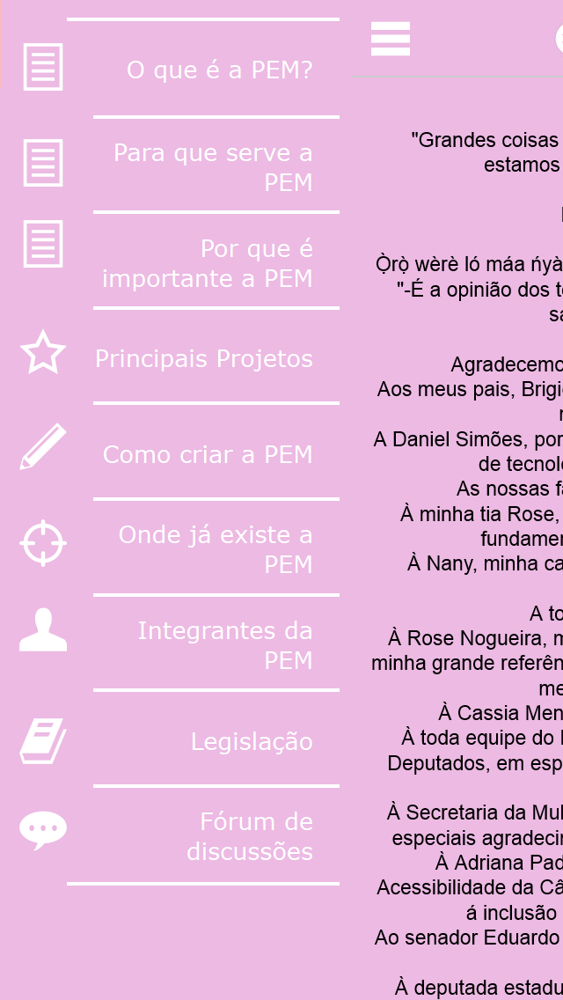 O que é a PEM?
Para que serve a
PEM
Por que é
importante a PEM
Principais Projetos
Como criar a PEM
Onde já existe a
PEM
Integrantes da
PEM
Legislação
Fórum de
discussões
"Grandes coisas
estamos
Ọ̀rọ̀ wèrè ló máa ńyà
"-É a opinião dos
Agradecemo
Aos meus pais, Brigi
A Daniel Simões, por
de tecnol
As nossas fa
À minha tia Rose,
fundamen
À Nany, minha ca
A to
À Rose Nogueira, m
minha grande referên
me
À Cassia Men
À toda equipe do
Deputados, em esp
À Secretaria da Mul
especiais agradecin
À Adriana Pad
Acessibilidade da Câ
á inclusão
Ao senador Eduardo
À deputada estadu